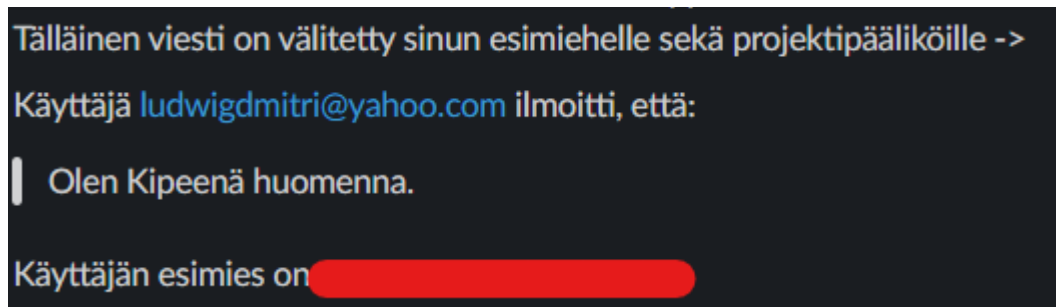 Tälläinen viesti on välitetty sinun esimiehelle sekä projektipääliköille ->
Käyttäjä ludwigdmitri@yahoo.com ilmoitti, että:
Olen Kipeenä huomenna.
Käyttäjän esimies on